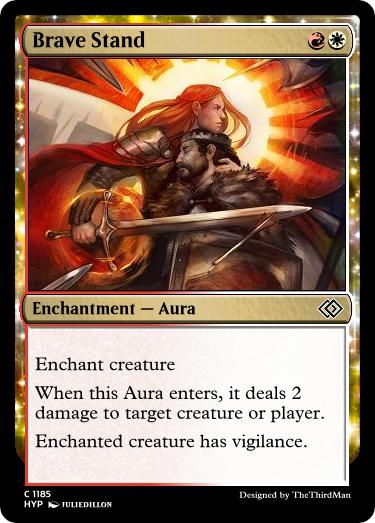 Brave Stand
Enchantment — Aura
Enchant creature
When this Aura enters, it deals 2
damage to target creature or player.
Enchanted creature has vigilance.
C 1185
HYP JULIEDILLON
Designed by TheThirdMan